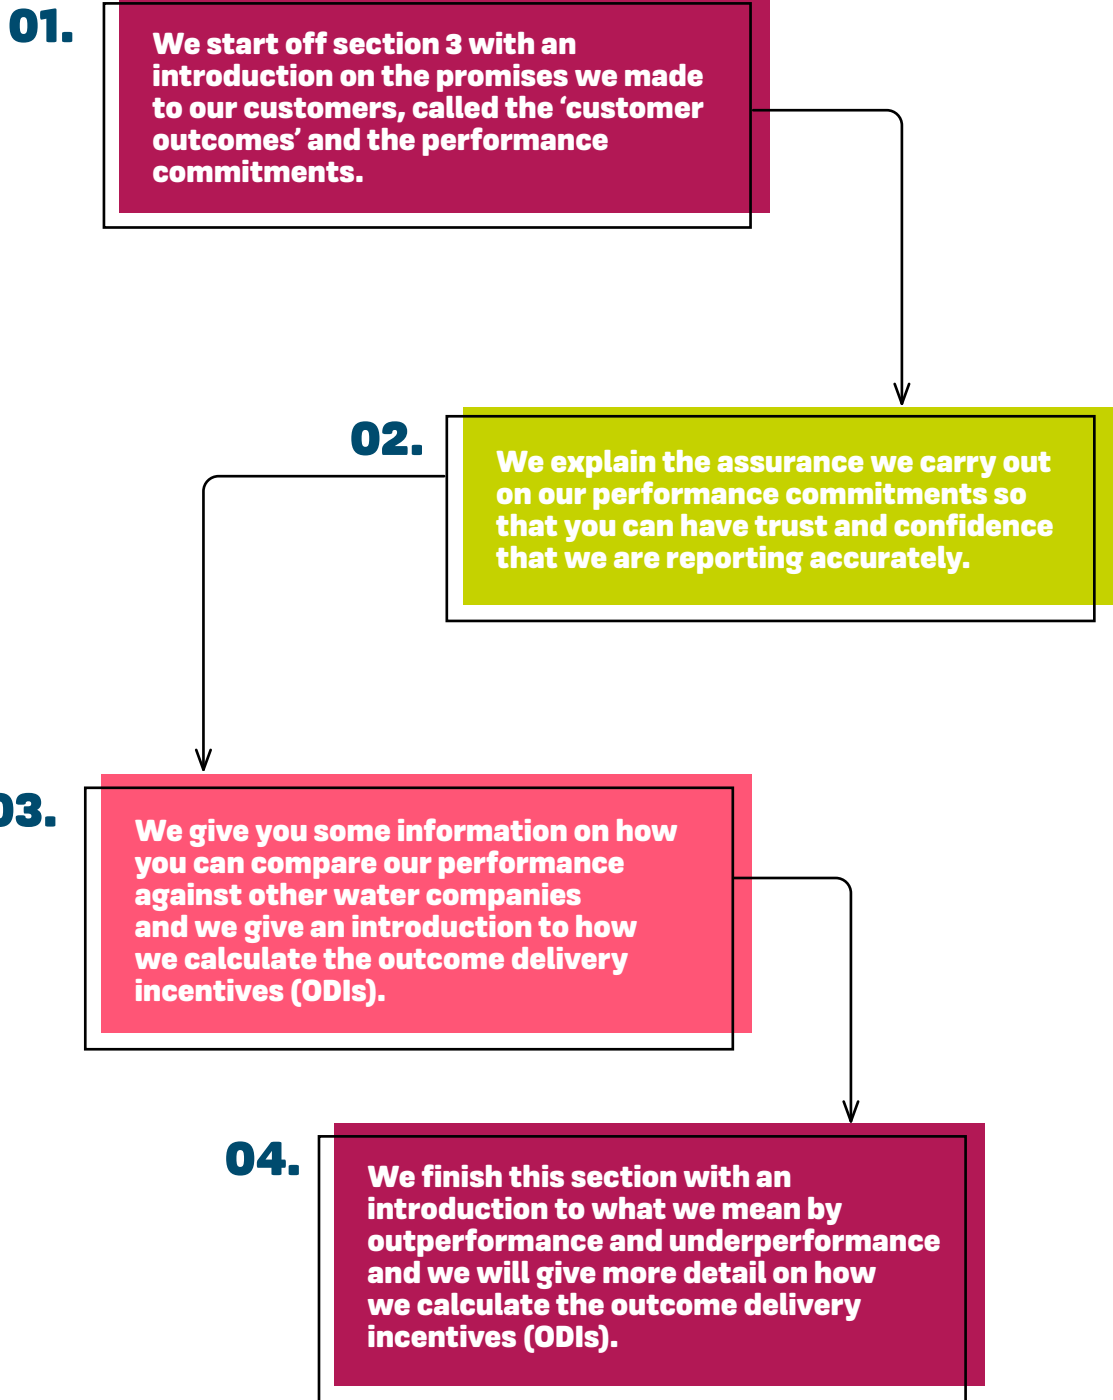 01.
We start off section 3 with an
introduction on the promises we made
to our customers, called the ‘customer
outcomes’ and the performance
commitments.
02.
We explain the assurance we carry out
on our performance commitments so
that you can have trust and confidence
that we are reporting accurately.
03.
We give you some information on how
you can compare our performance
against other water companies
and we give an introduction to how
we calculate the outcome delivery
incentives (ODIs).
04.
We finish this section with an
introduction to what we mean by
outperformance and underperformance
and we will give more detail on how
we calculate the outcome delivery
incentives (ODIs).